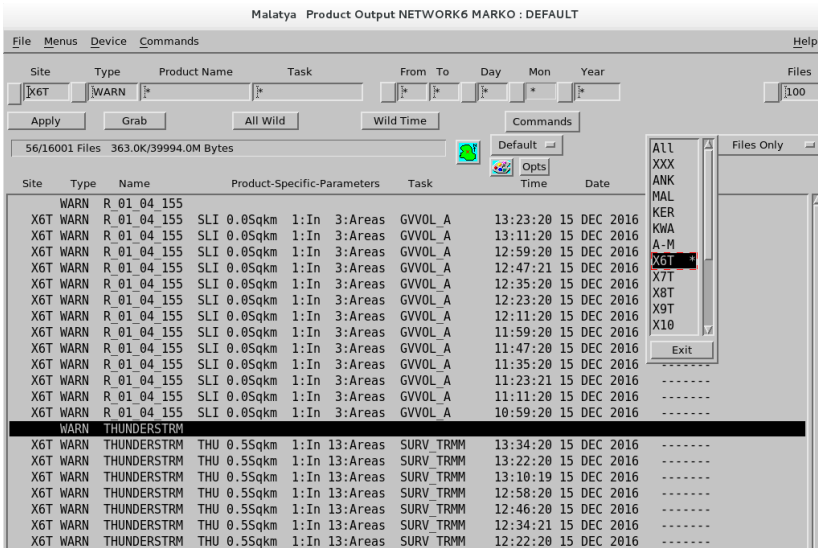 Malatya Product Output NETWORK6 MARKO : DEFAULT
File Menus Device Commands Help
Site Type Product Name Task From To Day Mon Year Files
X6T WARN * * * * * * * 100
Apply Grab All Wild Wild Time Commands
56/16001 Files 363.0K/39994.0M Bytes Default Files Only
Opts
Site Type Name Product-Specific-Parameters Task Time Date
WARN R_01_04_155
X6T WARN R_01_04_155 SLI 0.0Sqkm 1:In 3:Areas GVVOL_A 13:23:20 15 DEC 2016
X6T WARN R_01_04_155 SLI 0.0Sqkm 1:In 3:Areas GVVOL_A 13:11:20 15 DEC 2016
X6T WARN R_01_04_155 SLI 0.0Sqkm 1:In 3:Areas GVVOL_A 12:59:20 15 DEC 2016
X6T WARN R_01_04_155 SLI 0.0Sqkm 1:In 3:Areas GVVOL_A 12:47:21 15 DEC 2016
X6T WARN R_01_04_155 SLI 0.0Sqkm 1:In 3:Areas GVVOL_A 12:35:20 15 DEC 2016
X6T WARN R_01_04_155 SLI 0.0Sqkm 1:In 3:Areas GVVOL_A 12:23:20 15 DEC 2016
X6T WARN R_01_04_155 SLI 0.0Sqkm 1:In 3:Areas GVVOL_A 12:11:20 15 DEC 2016
X6T WARN R_01_04_155 SLI 0.0Sqkm 1:In 3:Areas GVVOL_A 11:59:20 15 DEC 2016
X6T WARN R_01_04_155 SLI 0.0Sqkm 1:In 3:Areas GVVOL_A 11:47:20 15 DEC 2016
X6T WARN R_01_04_155 SLI 0.0Sqkm 1:In 3:Areas GVVOL_A 11:35:20 15 DEC 2016 -------
X6T WARN R_01_04_155 SLI 0.0Sqkm 1:In 3:Areas GVVOL_A 11:23:21 15 DEC 2016 -------
X6T WARN R_01_04_155 SLI 0.0Sqkm 1:In 3:Areas GVVOL_A 11:11:20 15 DEC 2016 -------
X6T WARN R_01_04_155 SLI 0.0Sqkm 1:In 3:Areas GVVOL_A 10:59:20 15 DEC 2016 -------
WARN THUNDERSTRM
X6T WARN THUNDERSTRM THU 0.5Sqkm 1:In 13:Areas SURV_TRMM 13:34:20 15 DEC 2016 -------
X6T WARN THUNDERSTRM THU 0.5Sqkm 1:In 13:Areas SURV_TRMM 13:22:20 15 DEC 2016 -------
X6T WARN THUNDERSTRM THU 0.5Sqkm 1:In 13:Areas SURV_TRMM 13:10:19 15 DEC 2016 -------
X6T WARN THUNDERSTRM THU 0.5Sqkm 1:In 13:Areas SURV_TRMM 12:58:20 15 DEC 2016 -------
X6T WARN THUNDERSTRM THU 0.5Sqkm 1:In 13:Areas SURV_TRMM 12:46:20 15 DEC 2016 -------
X6T WARN THUNDERSTRM THU 0.5Sqkm 1:In 13:Areas SURV_TRMM 12:34:21 15 DEC 2016 -------
X6T WARN THUNDERSTRM THU 0.5Sqkm 1:In 13:Areas SURV_TRMM 12:22:20 15 DEC 2016 -------
All
XXX
ANK
MAL
KER
KWA
A-M
X6T *
X7T
X8T
X9T
X10
Exit